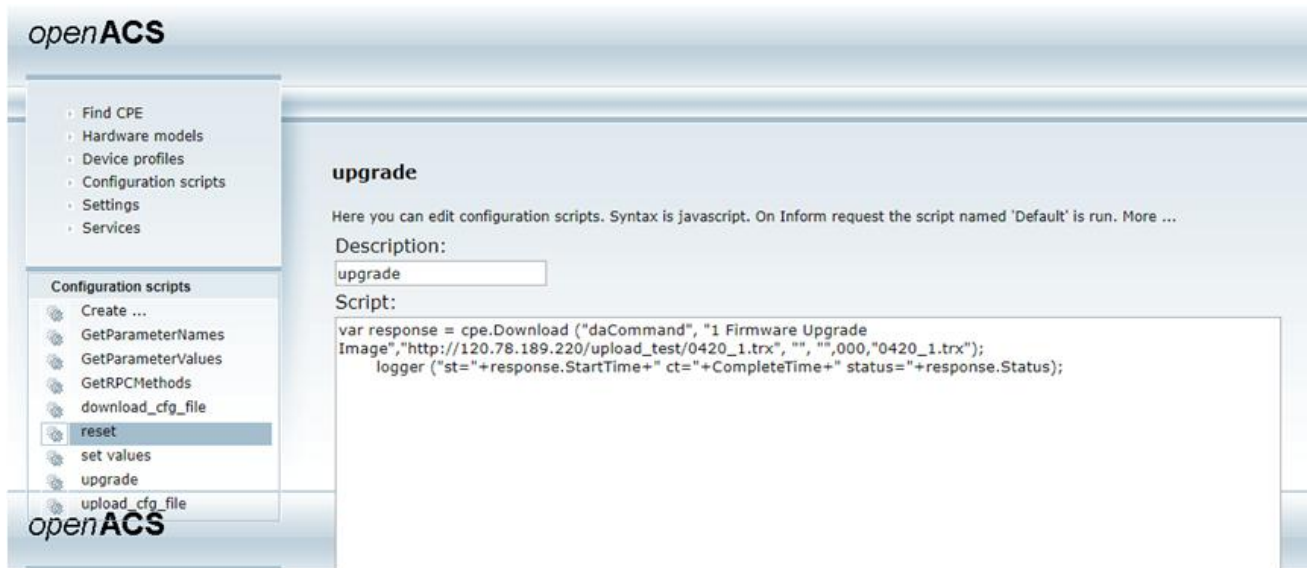 openACS
Find CPE
Hardware models
Device profiles
Configuration scripts
Settings
Services
Configuration scripts
Create ...
GetParameterNames
GetParameterValues
GetRPCMethods
download_cfg_file
reset
set values
upgrade
upload_cfg_file
openACS
upgrade
Here you can edit configuration scripts. Syntax is javascript. On Inform request the script named 'Default' is run. More ...
Description:
upgrade
Script:
var response = cpe.Download ("daCommand", "1 Firmware Upgrade
Image","http://120.78.189.220/upload_test/0420_1.trx", "", "",000,"0420_1.trx");
logger ("st="+response.StartTime+" ct="+CompleteTime+" status="+response.Status);